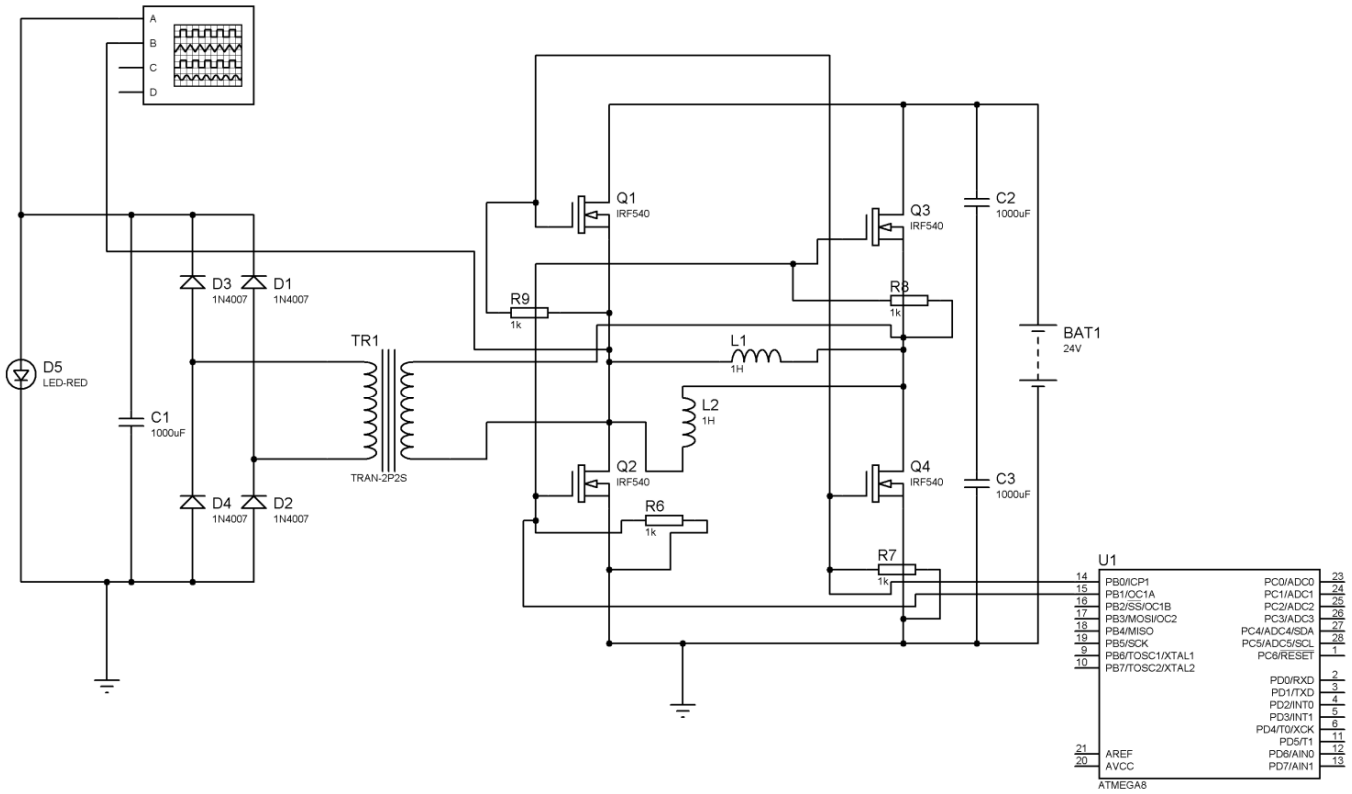 A
B
C
D
Q1
IRF540
Q3
IRF540
C2
1000uF
D3
1N4007
D1
1N4007
R9
1k
R8
1k
TR1
TRAN-2P2S
L1
1H
BAT1
24V
D5
LED-RED
C1
1000uF
L2
1H
Q2
IRF540
Q4
IRF540
C3
1000uF
D4
1N4007
D2
1N4007
R6
1k
R7
1k
U1
14 PB0/ICP1 PC0/ADC0 23
15 PB1/OC1A PC1/ADC1 24
16 PB2/SS/OC1B PC2/ADC2 25
17 PB3/MOSI/OC2 PC3/ADC3 26
18 PB4/MISO PC4/ADC4/SDA 27
19 PB5/SCK PC5/ADC5/SCL 28
9 PB6/TOSC1/XTAL1 PC6/RESET 1
10 PB7/TOSC2/XTAL2
PD0/RXD 2
PD1/TXD 3
PD2/INT0 4
PD3/INT1 5
PD4/T0/XCK 6
PD5/T1 11
21 AREF PD6/AIN0 12
20 AVCC PD7/AIN1 13
ATMEGA8